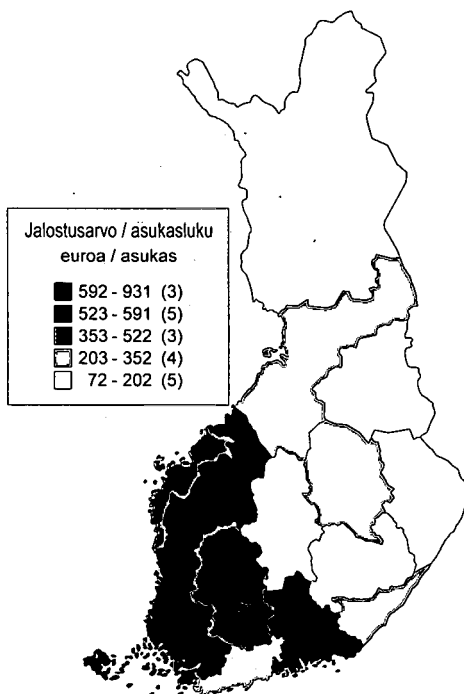 Jalostusarvo / asukasluku
euroa / asukas
592 - 931 (3)
523 - 591 (5)
353 - 522 (3)
203 - 352 (4)
72 - 202 (5)